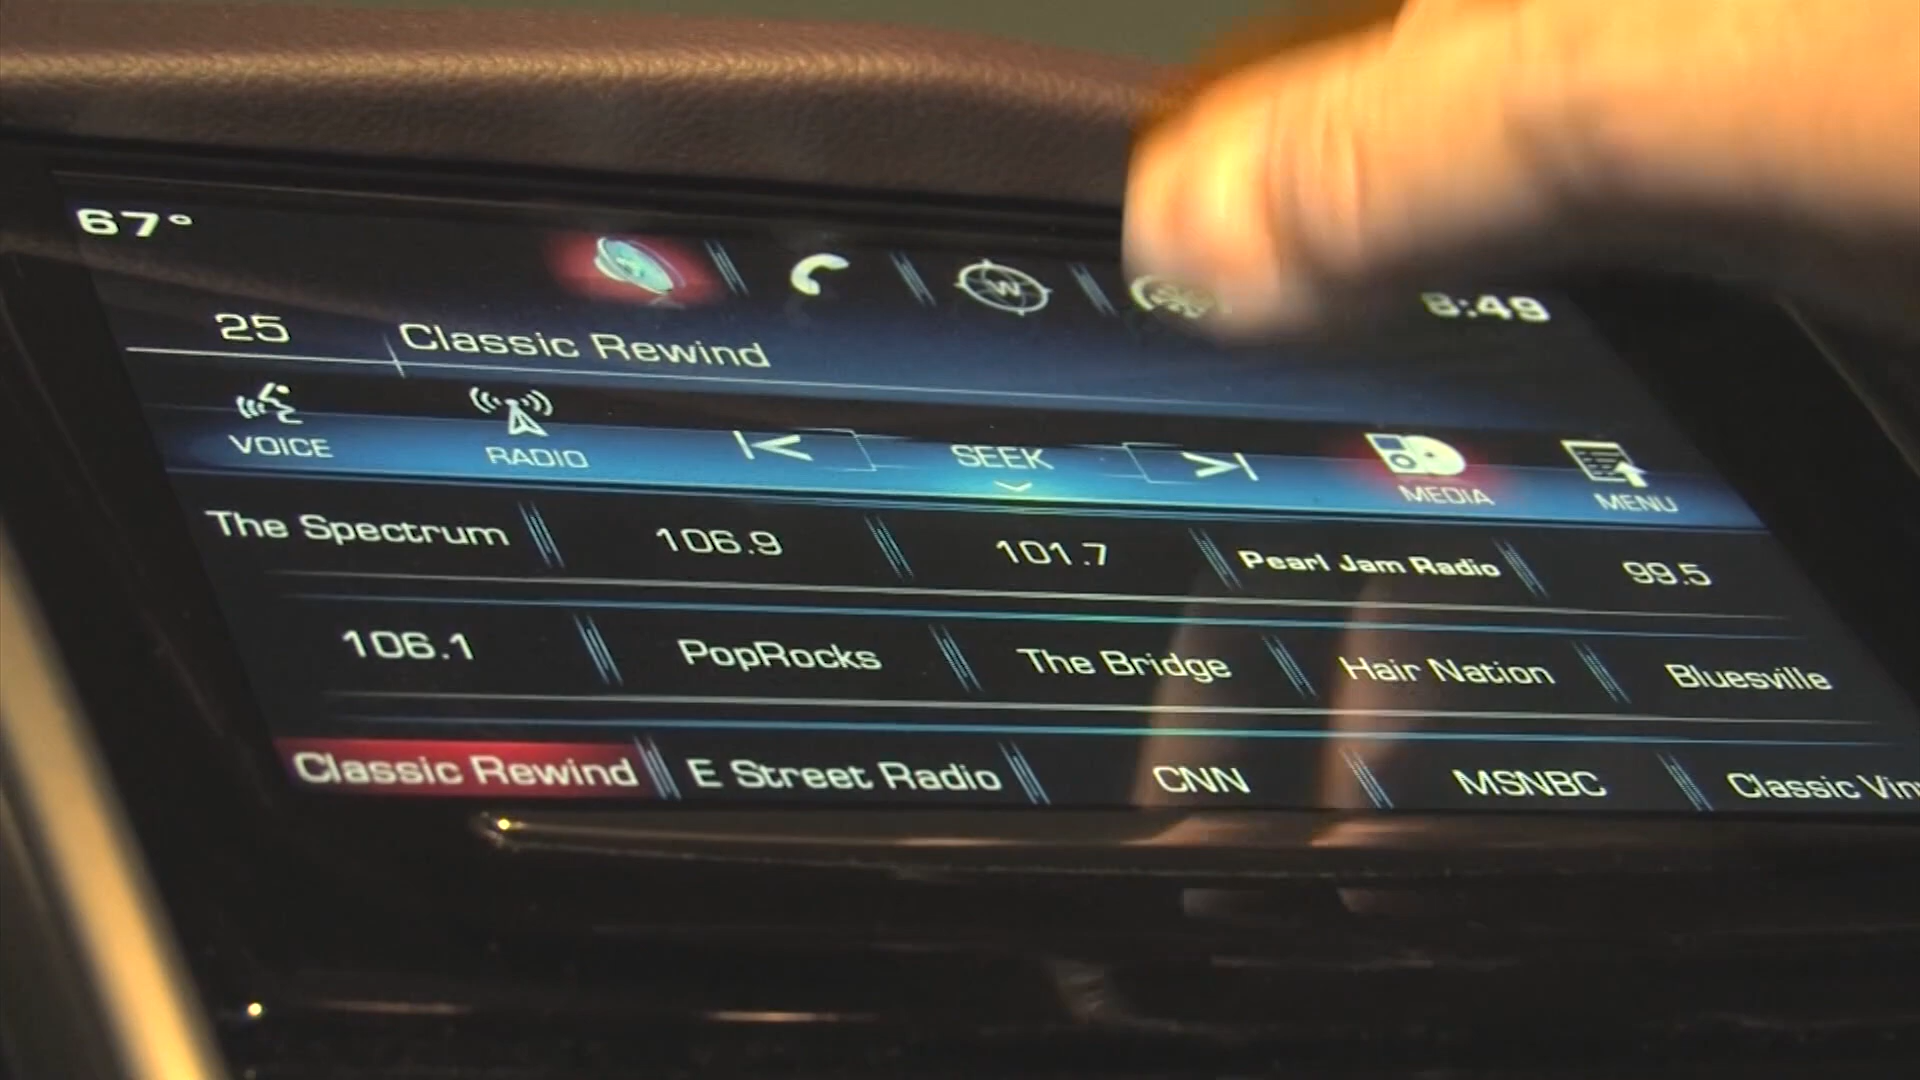 67°
W
8:49
25 Classic Rewind
VOICE RADIO SEEK MEDIA MENU
The Spectrum 106.9 101.7 Pearl Jam Radio 99.5
106.1 PopRocks The Bridge Hair Nation Bluesville
Classic Rewind E Street Radio CNN MSNBC Classic